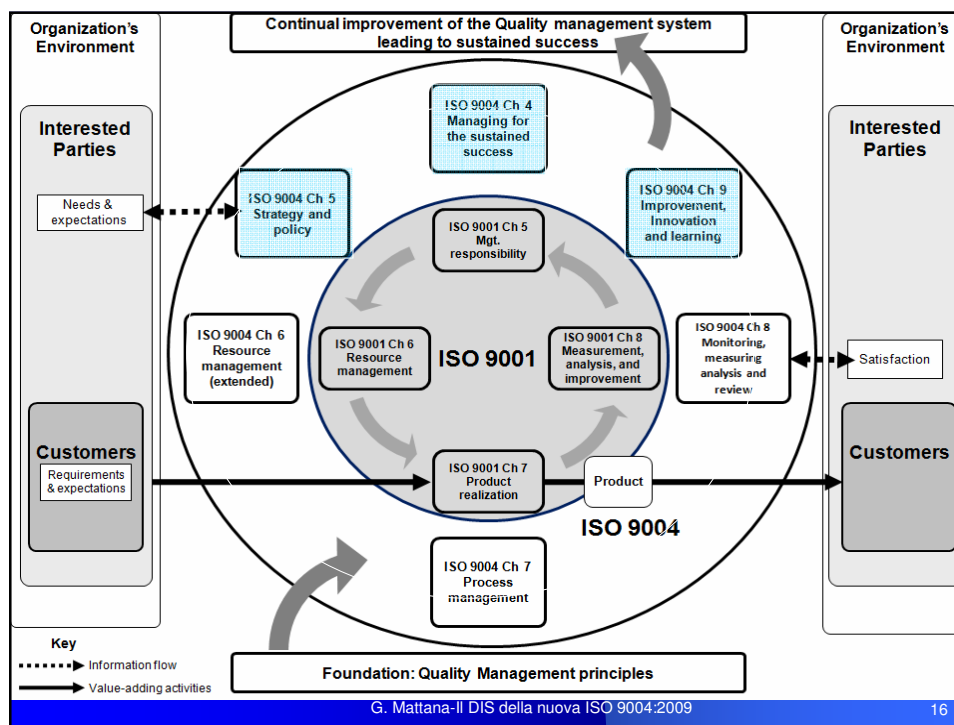 Continual improvement of the Quality management system
leading to sustained success
Organization's
Environment
Interested
Parties
Needs &
expectations
Customers
Requirements
& expectations
ISO 9004 Ch 4
Managing for
the sustained
success
ISO 9004 Ch 5
Strategy and
policy
ISO 9004 Ch 9
Improvement,
Innovation
and learning
ISO 9001 Ch 5
Mgt.
responsibility
ISO 9004 Ch 6
Resource
management
(extended)
ISO 9001 Ch 6
Resource
management
ISO 9001
ISO 9001 Ch 8
Measurement,
analysis, and
improvement
ISO 9004 Ch 8
Monitoring,
measuring
analysis and
review
ISO 9001 Ch 7
Product
realization
Product
ISO 9004
ISO 9004 Ch 7
Process
management
Organization's
Environment
Interested
Parties
Satisfaction
Customers
Key
Information flow
Value-adding activities
Foundation: Quality Management principles
G. Mattana-Il DIS della nuova ISO 9004:2009
16